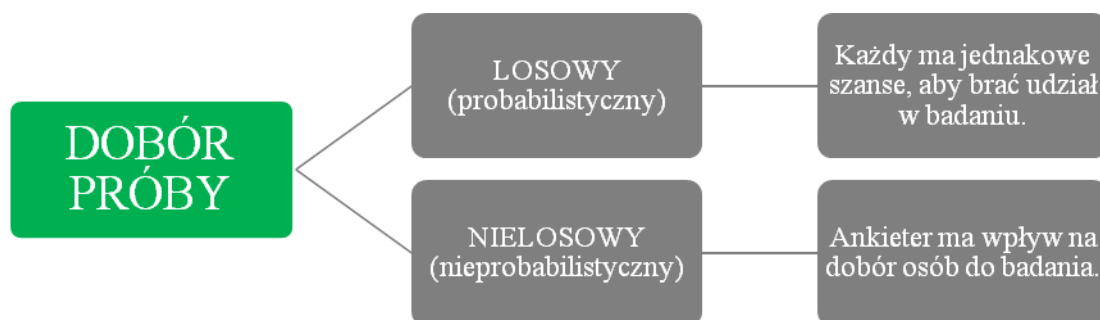 DOBÓR
PRÓBY
LOSOWY
(probabilistyczny)
Każdy ma jednakowe
szanse, aby brać udział
w badaniu.
NIELOSOWY
(nieprobabilistyczny)
Ankieter ma wpływ na
dobór osób do badania.